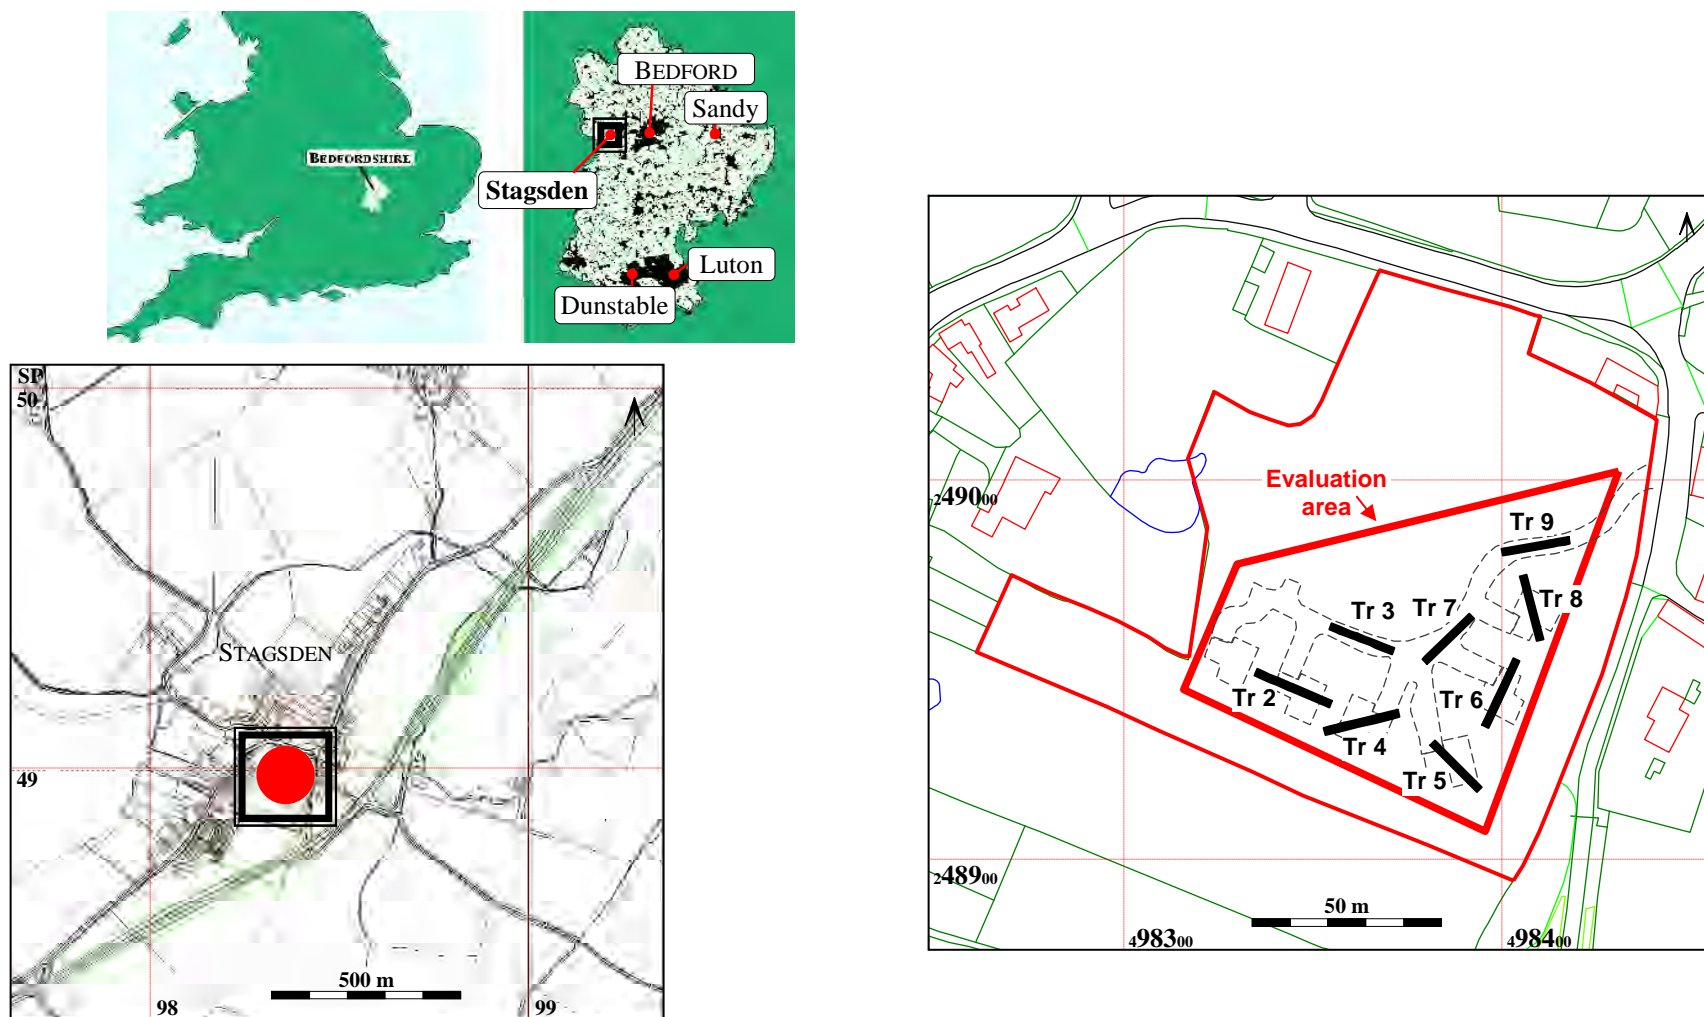 BEDFORDSHIRE
BEDFORD
Sandy
Stagsden
Luton
Dunstable
SP
50
STAGSDEN
49
500 m
98
99
Evaluation
area
249000
Tr 9
Tr 8
Tr 7
Tr 3
Tr 6
Tr 2
Tr 4
Tr 5
248900
50 m
498300
498400